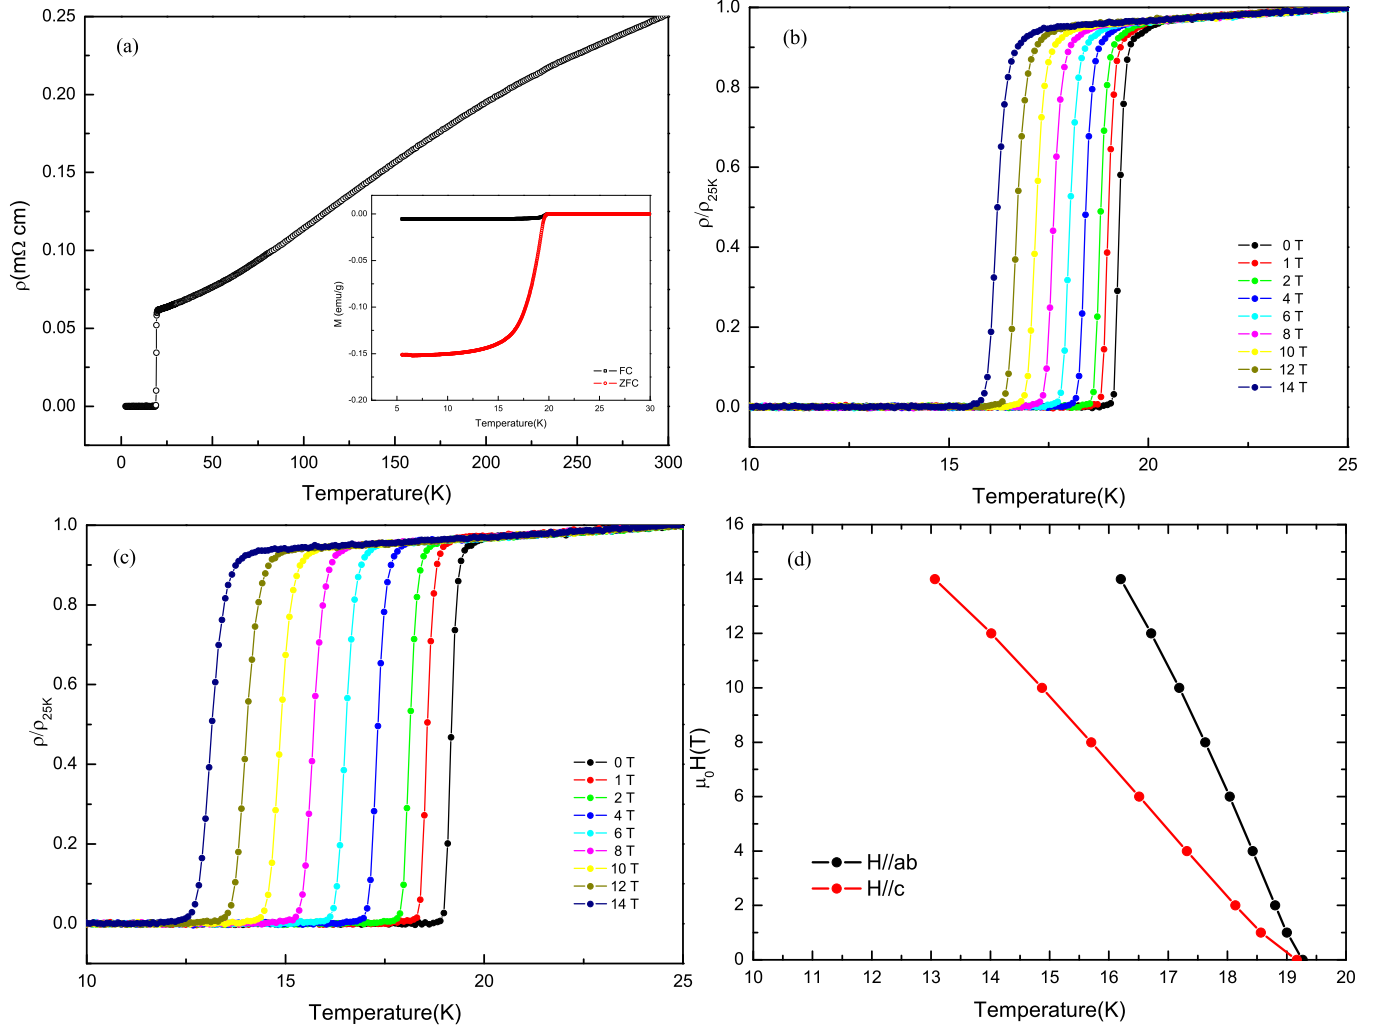 (a)
0.25
0.20
0.15
0.10
0.05
0.00
ρ(mΩ cm)
0 50 100 150 200 250 300
Temperature(K)
0.00
-0.05
-0.10
-0.15
-0.20
M (emu/g)
FC
ZFC
5 10 15 20 25 30
Temperature(K)
(b)
1.0
0.8
0.6
0.4
0.2
0.0
ρ/ρ25K
0 T
1 T
2 T
4 T
6 T
8 T
10 T
12 T
14 T
10 15 20 25
Temperature(K)
(c)
1.0
0.8
0.6
0.4
0.2
0.0
ρ/ρ25K
0 T
1 T
2 T
4 T
6 T
8 T
10 T
12 T
14 T
10 15 20 25
Temperature(K)
(d)
16
14
12
10
8
6
4
2
0
μ0H(T)
H//ab
H//c
10 11 12 13 14 15 16 17 18 19 20
Temperature(K)